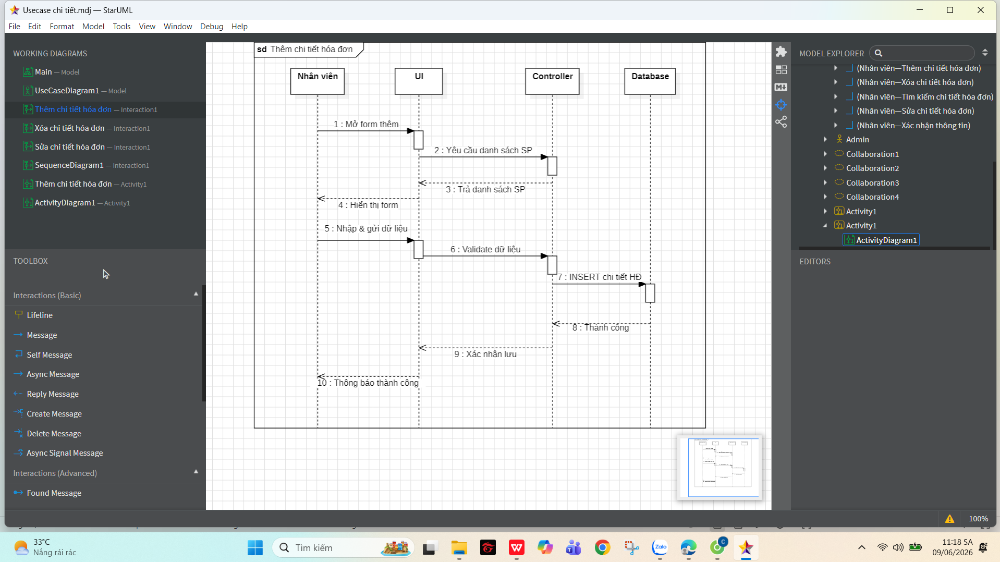 Usecase chi tiết.mdj — StarUML
File Edit Format Model Tools View Window Debug Help
WORKING DIAGRAMS
Main — Model
UseCaseDiagram1 — Model
Thêm chi tiết hóa đơn — Interaction1
Xóa chi tiết hóa đơn — Interaction1
Sửa chi tiết hóa đơn — Interaction1
SequenceDiagram1 — Interaction1
Thêm chi tiết hóa đơn — Activity1
ActivityDiagram1 — Activity1
TOOLBOX
Interactions (Basic)
Lifeline
Message
Self Message
Async Message
Reply Message
Create Message
Delete Message
Async Signal Message
Interactions (Advanced)
Found Message
sd Thêm chi tiết hóa đơn
Nhân viên UI Controller Database
1 : Mở form thêm
2 : Yêu cầu danh sách SP
3 : Trả danh sách SP
4 : Hiển thị form
5 : Nhập & gửi dữ liệu
6 : Validate dữ liệu
7 : INSERT chi tiết HĐ
8 : Thành công
9 : Xác nhận lưu
10 : Thông báo thành công
MODEL EXPLORER
(Nhân viên—Thêm chi tiết hóa đơn)
(Nhân viên—Xóa chi tiết hóa đơn)
(Nhân viên—Tìm kiếm chi tiết hóa đơn)
(Nhân viên—Sửa chi tiết hóa đơn)
(Nhân viên—Xác nhận thông tin)
Admin
Collaboration1
Collaboration2
Collaboration3
Collaboration4
Activity1
Activity1
ActivityDiagram1
EDITORS
100%
33°C
Nắng rải rác
Tìm kiếm
Zalo
C
11:18 SA
09/06/2026